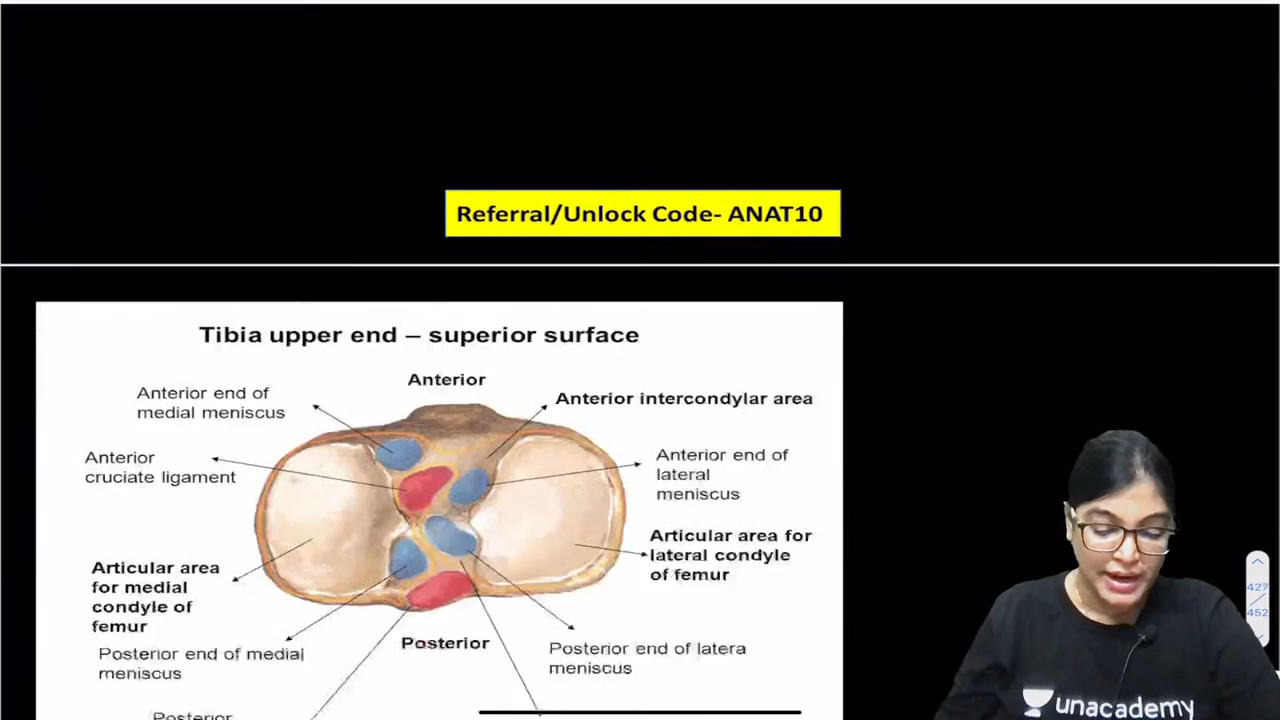 Referral/Unlock Code- ANAT10
Tibia upper end – superior surface
Anterior
Anterior end of
medial meniscus
Anterior intercondylar area
Anterior
cruciate ligament
Anterior end of
lateral
meniscus
Articular area for
lateral condyle
of femur
Articular area
for medial
condyle of
femur
Posterior
Posterior end of medial
meniscus
Posterior end of latera
meniscus
Posterior
427
452
unacademy